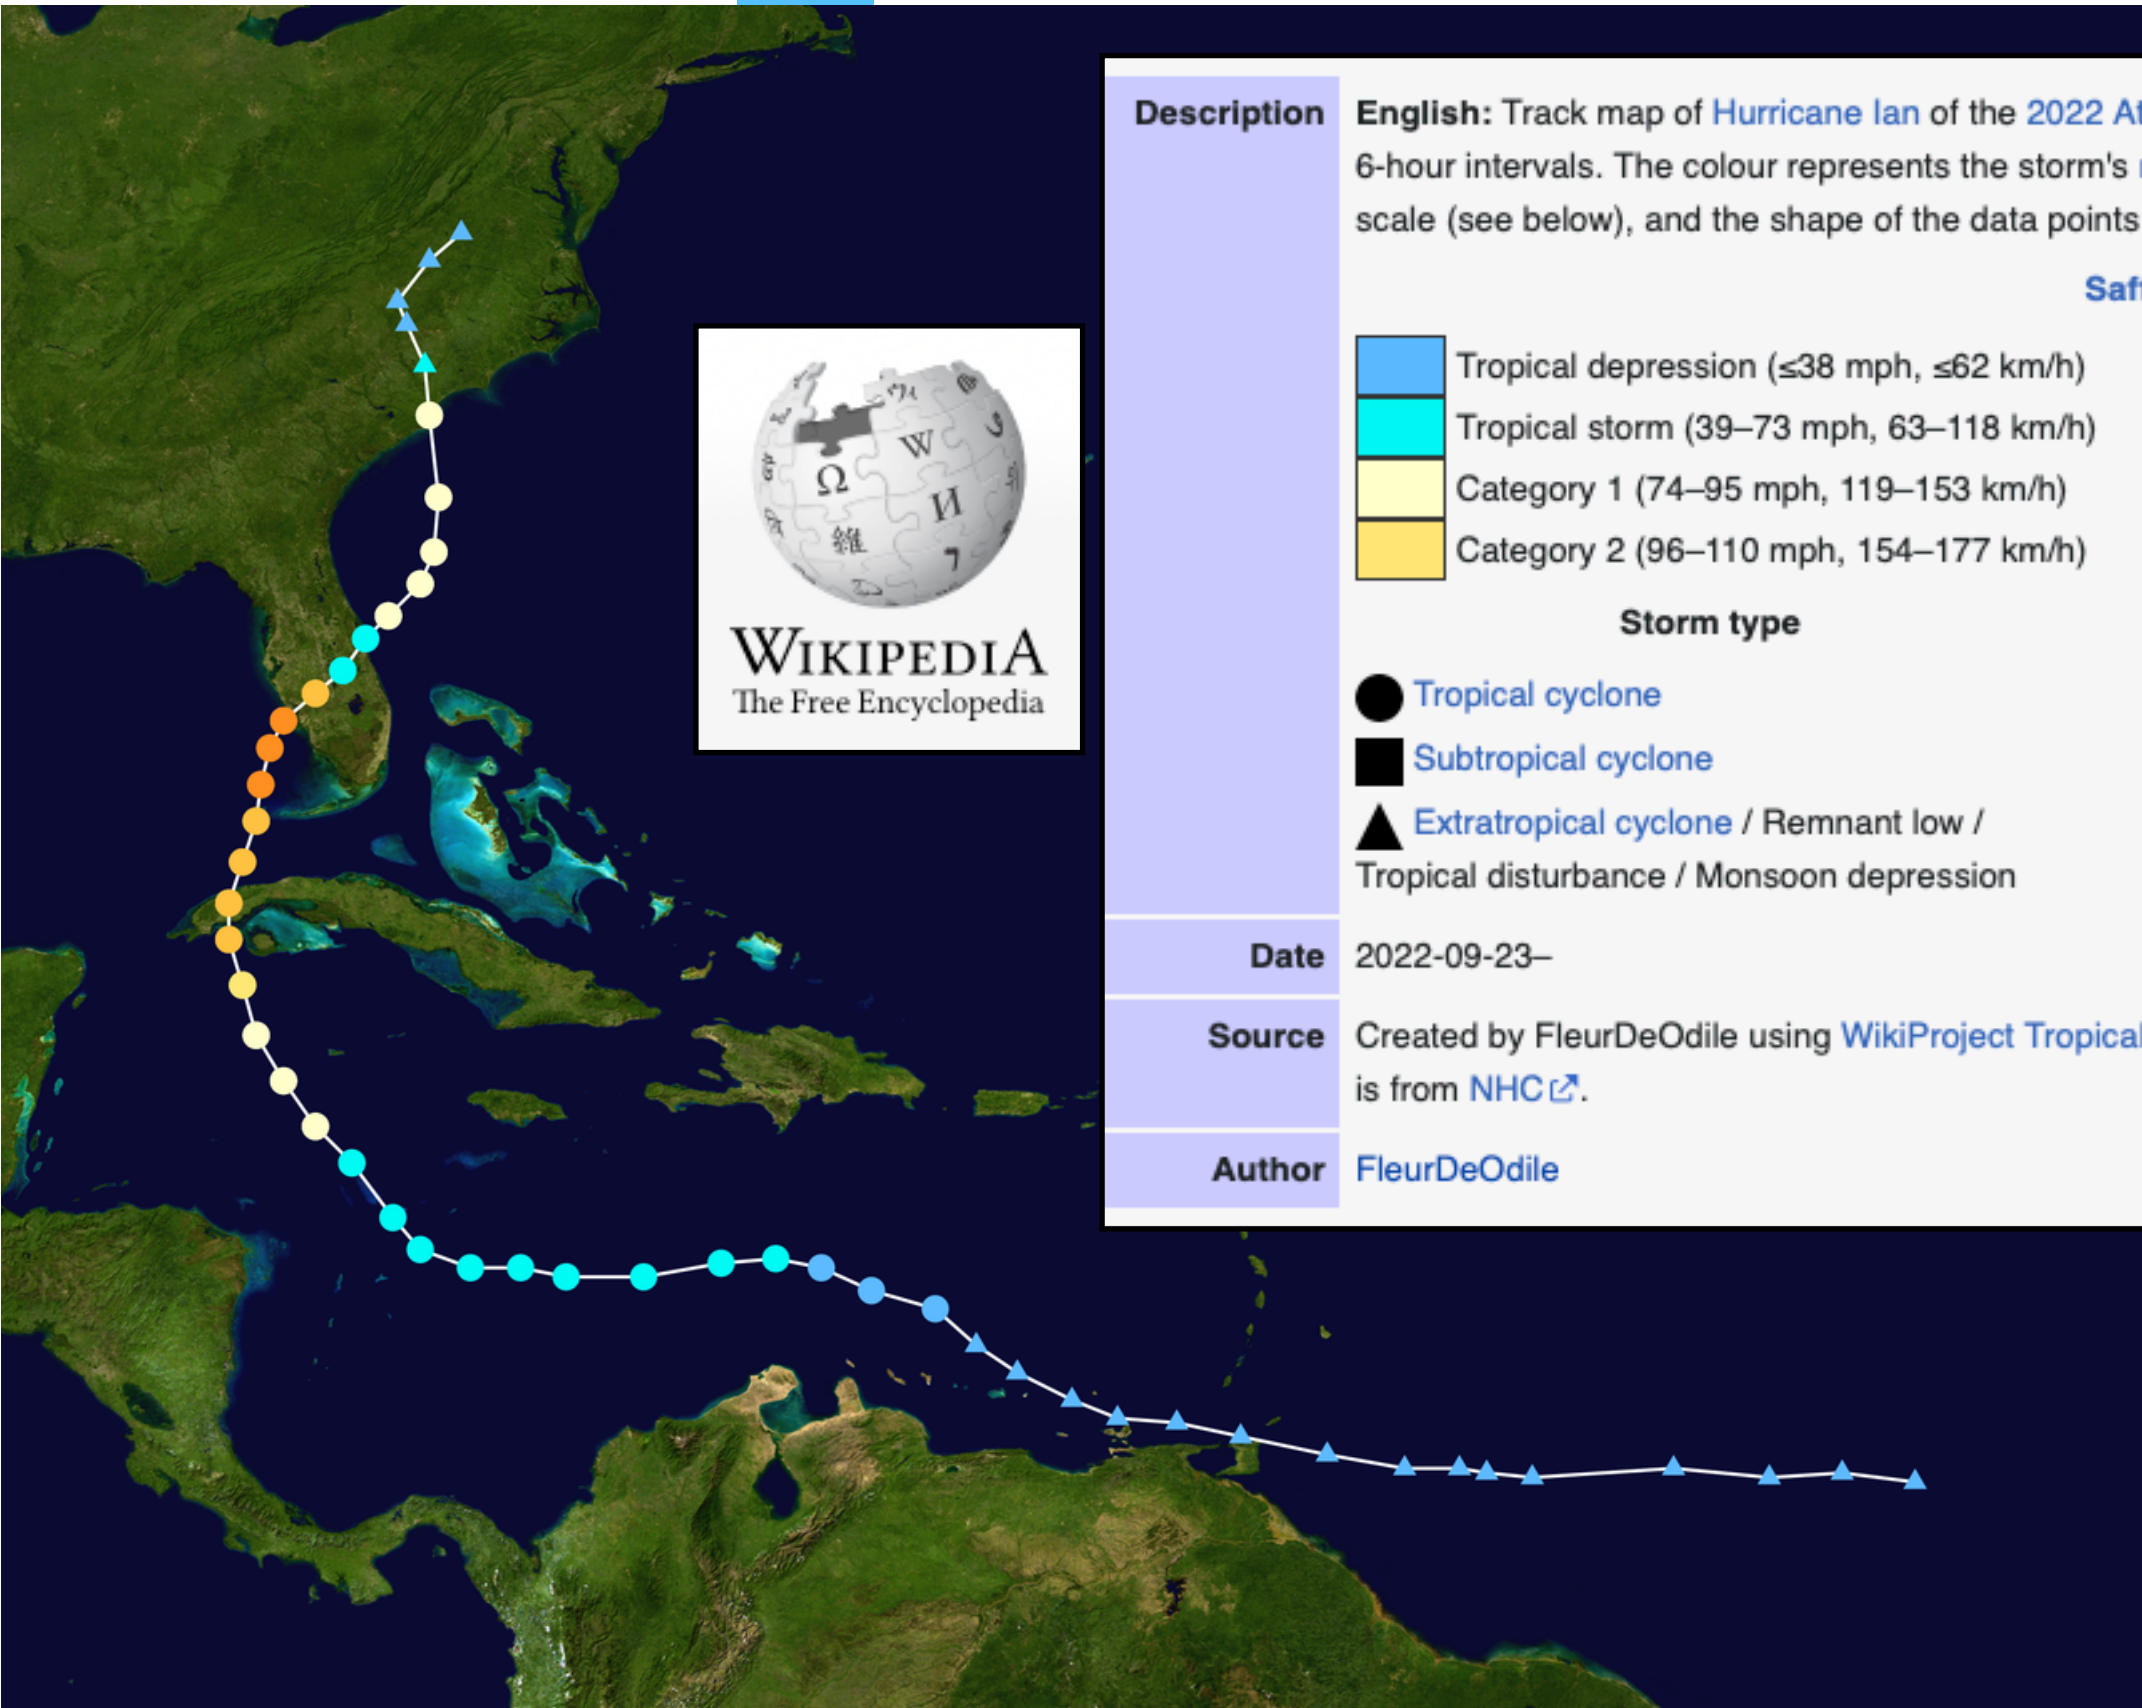 Description
English: Track map of Hurricane Ian of the 2022
6-hour intervals. The colour represents the storm's
scale (see below), and the shape of the data points
Tropical depression (≤38 mph, ≤62 km/h)
Tropical storm (39–73 mph, 63–118 km/h)
Category 1 (74–95 mph, 119–153 km/h)
Category 2 (96–110 mph, 154–177 km/h)
Storm type
Tropical cyclone
Subtropical cyclone
Extratropical cyclone / Remnant low /
Tropical disturbance / Monsoon depression
Date
2022-09-23–
Source
Created by FleurDeOdile using WikiProject Tropical
is from NHC.
Author
FleurDeOdile
Ω W И 維 7
WIKIPEDIA
The Free Encyclopedia